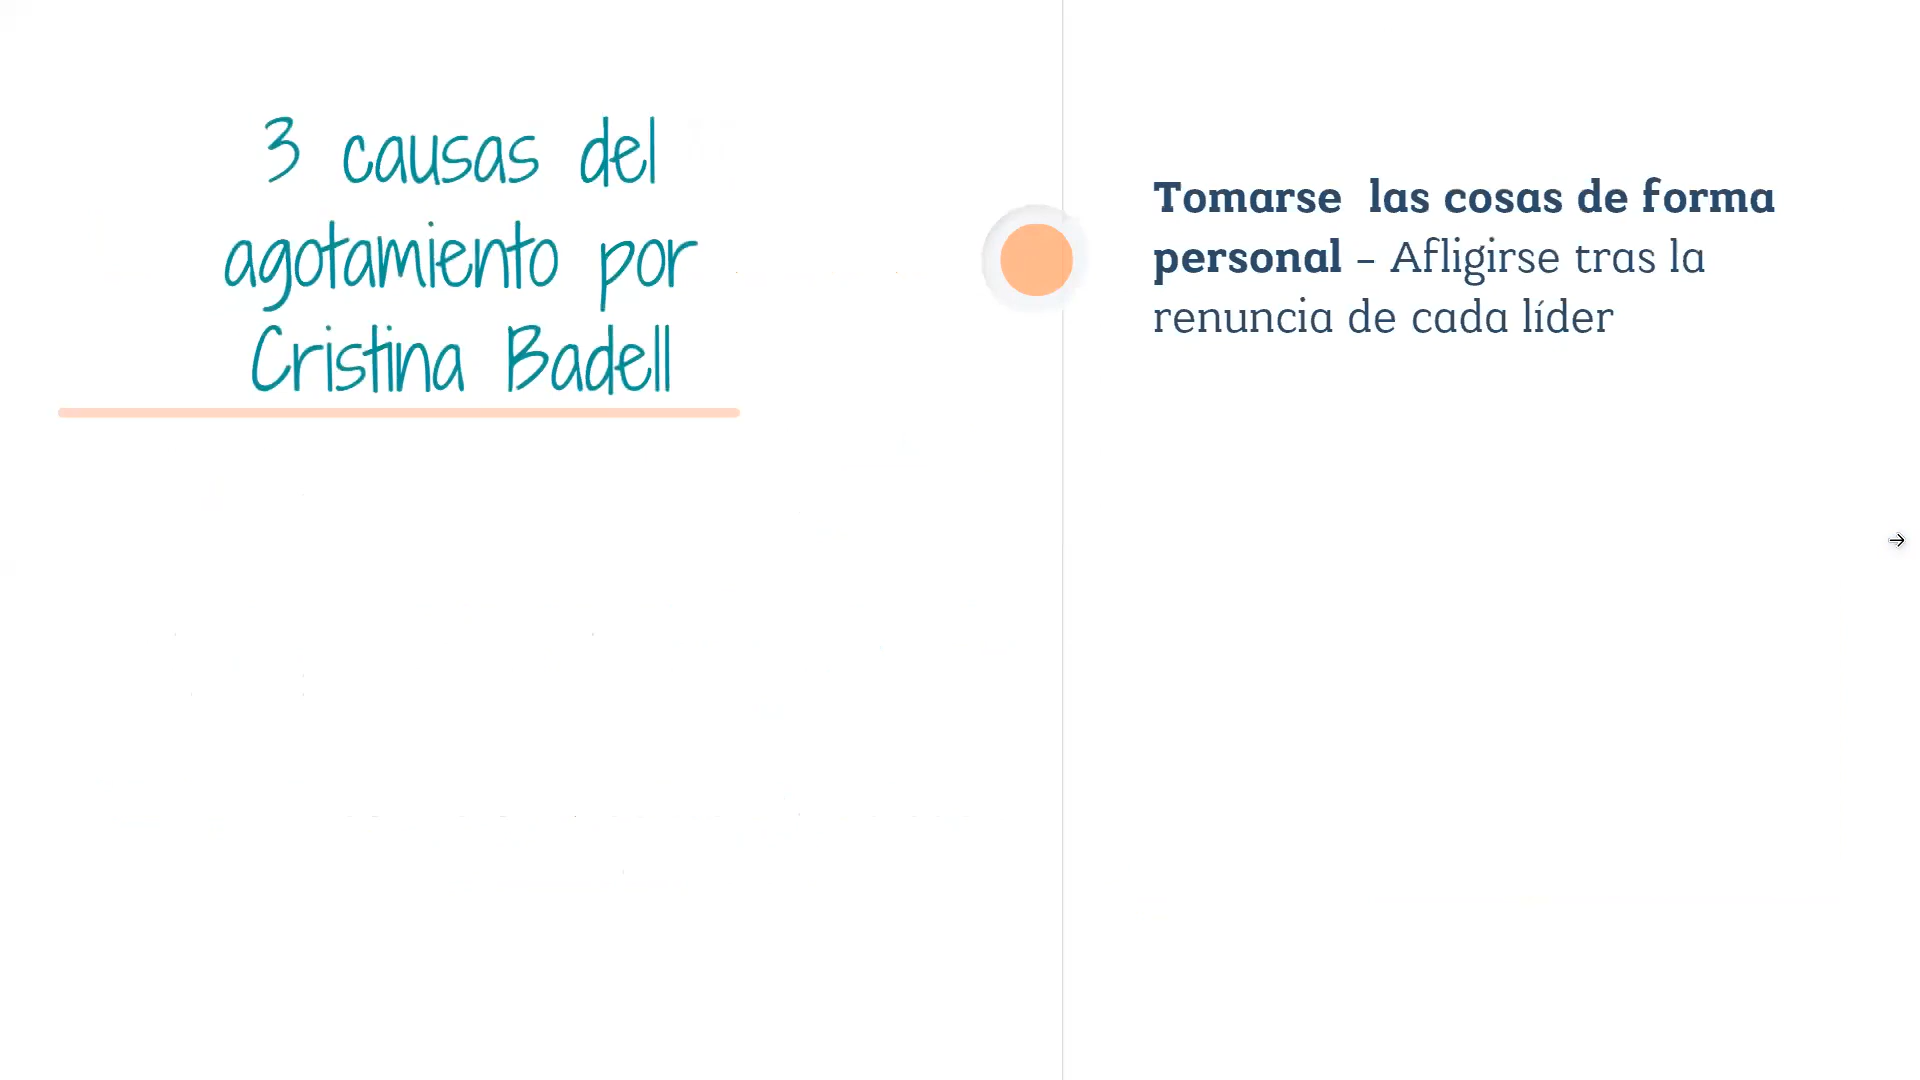 3 causas del
agotamiento por
Cristina Badell
Tomarse  las cosas de forma
personal – Afligirse tras la
renuncia de cada líder